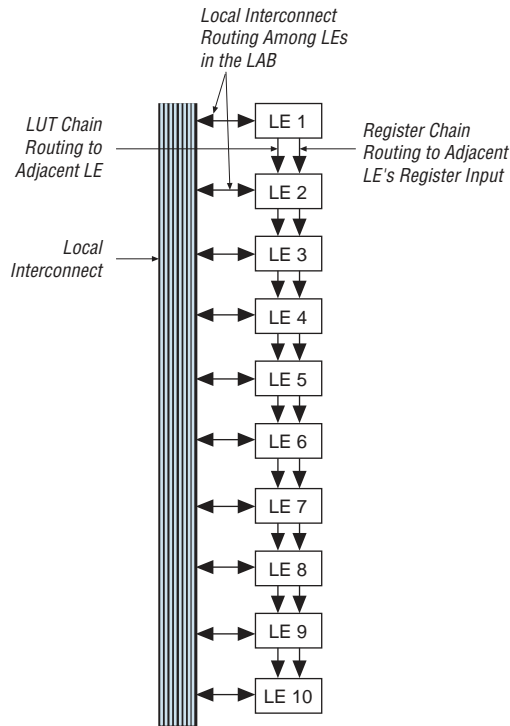 Local Interconnect
Routing Among LEs
in the LAB
LUT Chain
Routing to
Adjacent LE
Register Chain
Routing to Adjacent
LE's Register Input
Local
Interconnect
LE 1
LE 2
LE 3
LE 4
LE 5
LE 6
LE 7
LE 8
LE 9
LE 10